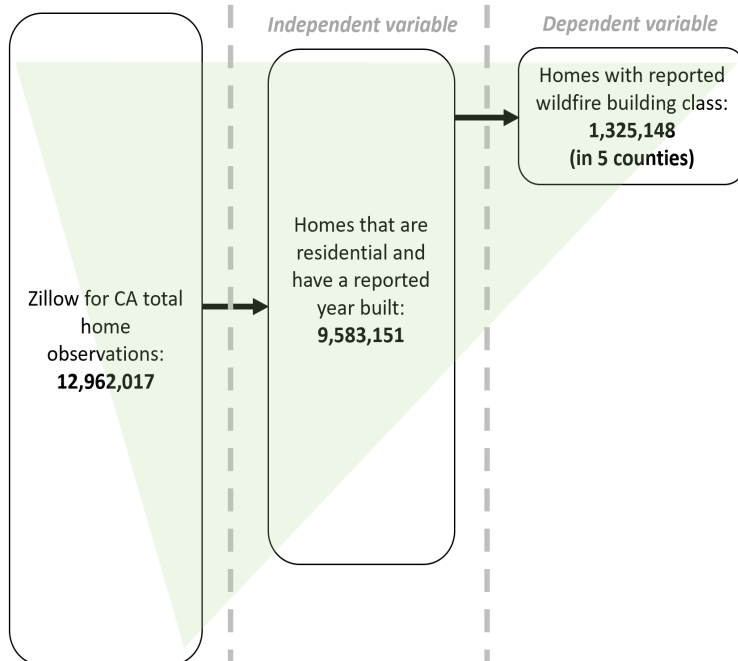 Independent variable
Dependent variable
Zillow for CA total
home
observations:
12,962,017
Homes that are
residential and
have a reported
year built:
9,583,151
Homes with reported
wildfire building class:
1,325,148
(in 5 counties)